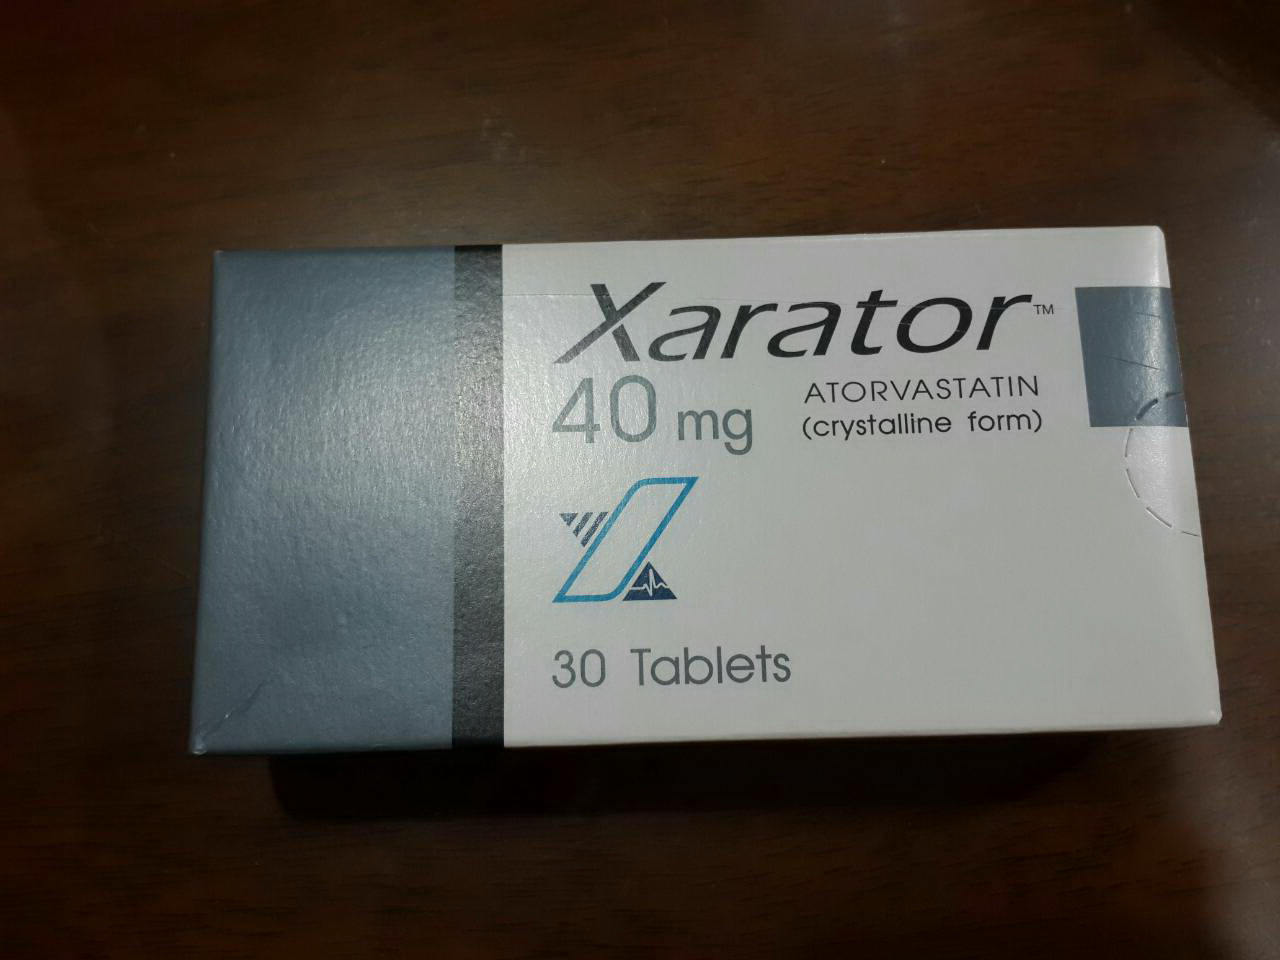 Xarator™
40 mg
ATORVASTATIN
(crystalline form)
30 Tablets